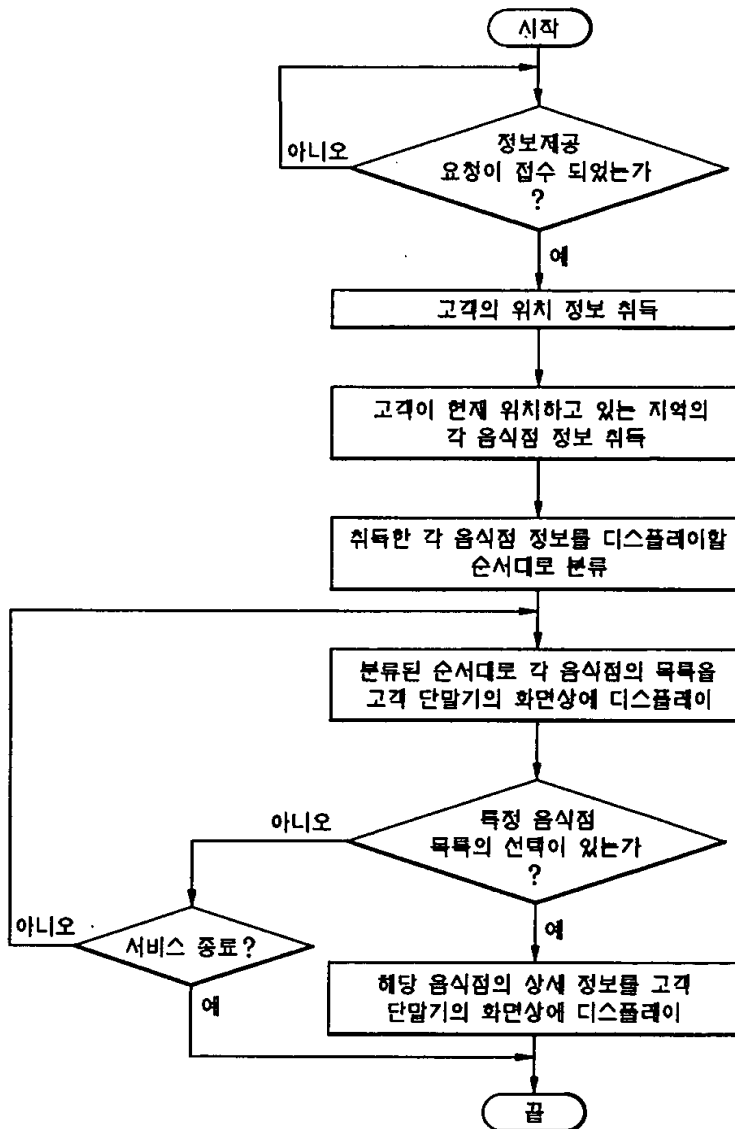 시작
정보제공
아니오
요청이 접수 되었는가
?
예
고객의 위치 정보 취득
고객이 현재 위치하고 있는 지역의
각 음식점 정보 취득
취득한 각 음식점 정보를 디스플레이할
순서대로 분류
분류된 순서대로 각 음식점의 목록을
고객 단말기의 화면상에 디스플레이
아니오
특정 음식점
목록의 선택이 있는가
?
아니오
서비스 종료?
예
예
해당 음식점의 상세 정보를 고객
단말기의 화면상에 디스플레이
끝